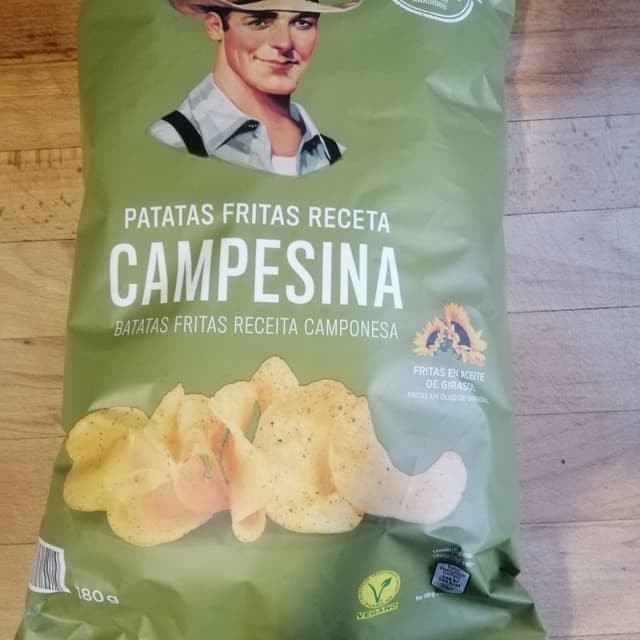 PATATAS FRITAS RECETA
CAMPESINA
BATATAS FRITAS RECEITA CAMPONESA
FRITAS EN ACEITE
DE GIRASOL
FRITAS EM ÓLEO DE GIRASSOL
180 g
V
VEGANO